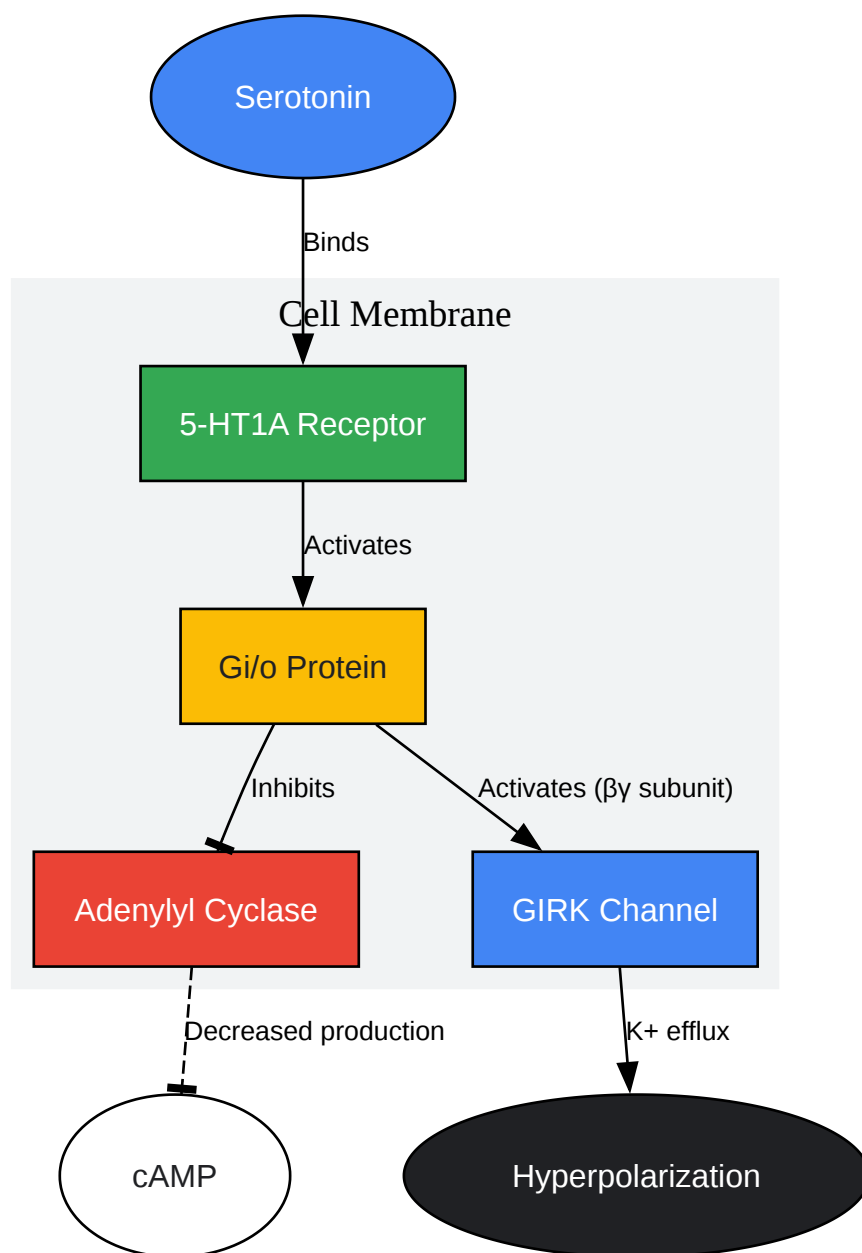 Serotonin
Binds
Cell Membrane
5-HT1A Receptor
Activates
Gi/o Protein
Inhibits
Activates (βγ subunit)
Adenylyl Cyclase
GIRK Channel
Decreased production
K+ efflux
cAMP
Hyperpolarization